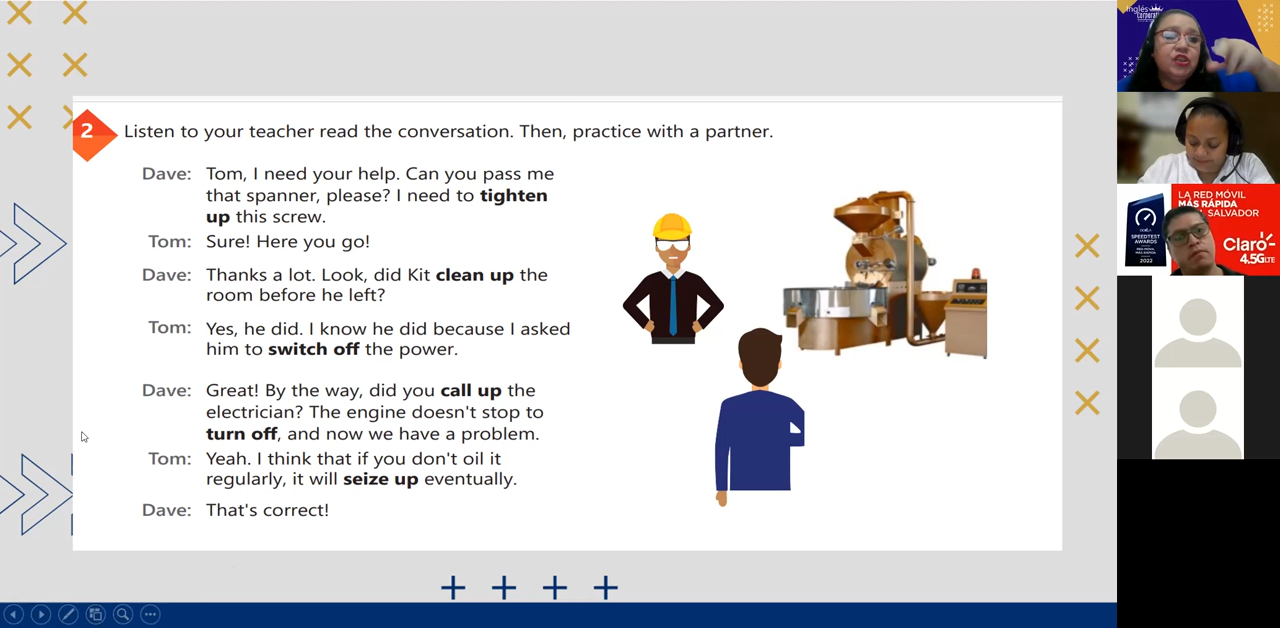 2
Listen to your teacher read the conversation. Then, practice with a partner.
Dave: Tom, I need your help. Can you pass me
that spanner, please? I need to tighten
up this screw.
Tom: Sure! Here you go!
Dave: Thanks a lot. Look, did Kit clean up the
room before he left?
Tom: Yes, he did. I know he did because I asked
him to switch off the power.
Dave: Great! By the way, did you call up the
electrician? The engine doesn't stop to
turn off, and now we have a problem.
Tom: Yeah. I think that if you don't oil it
regularly, it will seize up eventually.
Dave: That's correct!
Inglés
Corporati
LA RED MÓVIL
MÁS RÁPIDA
L SALVADOR
SPEEDTEST
AWARDS
2022
Claro
4.5G LTE